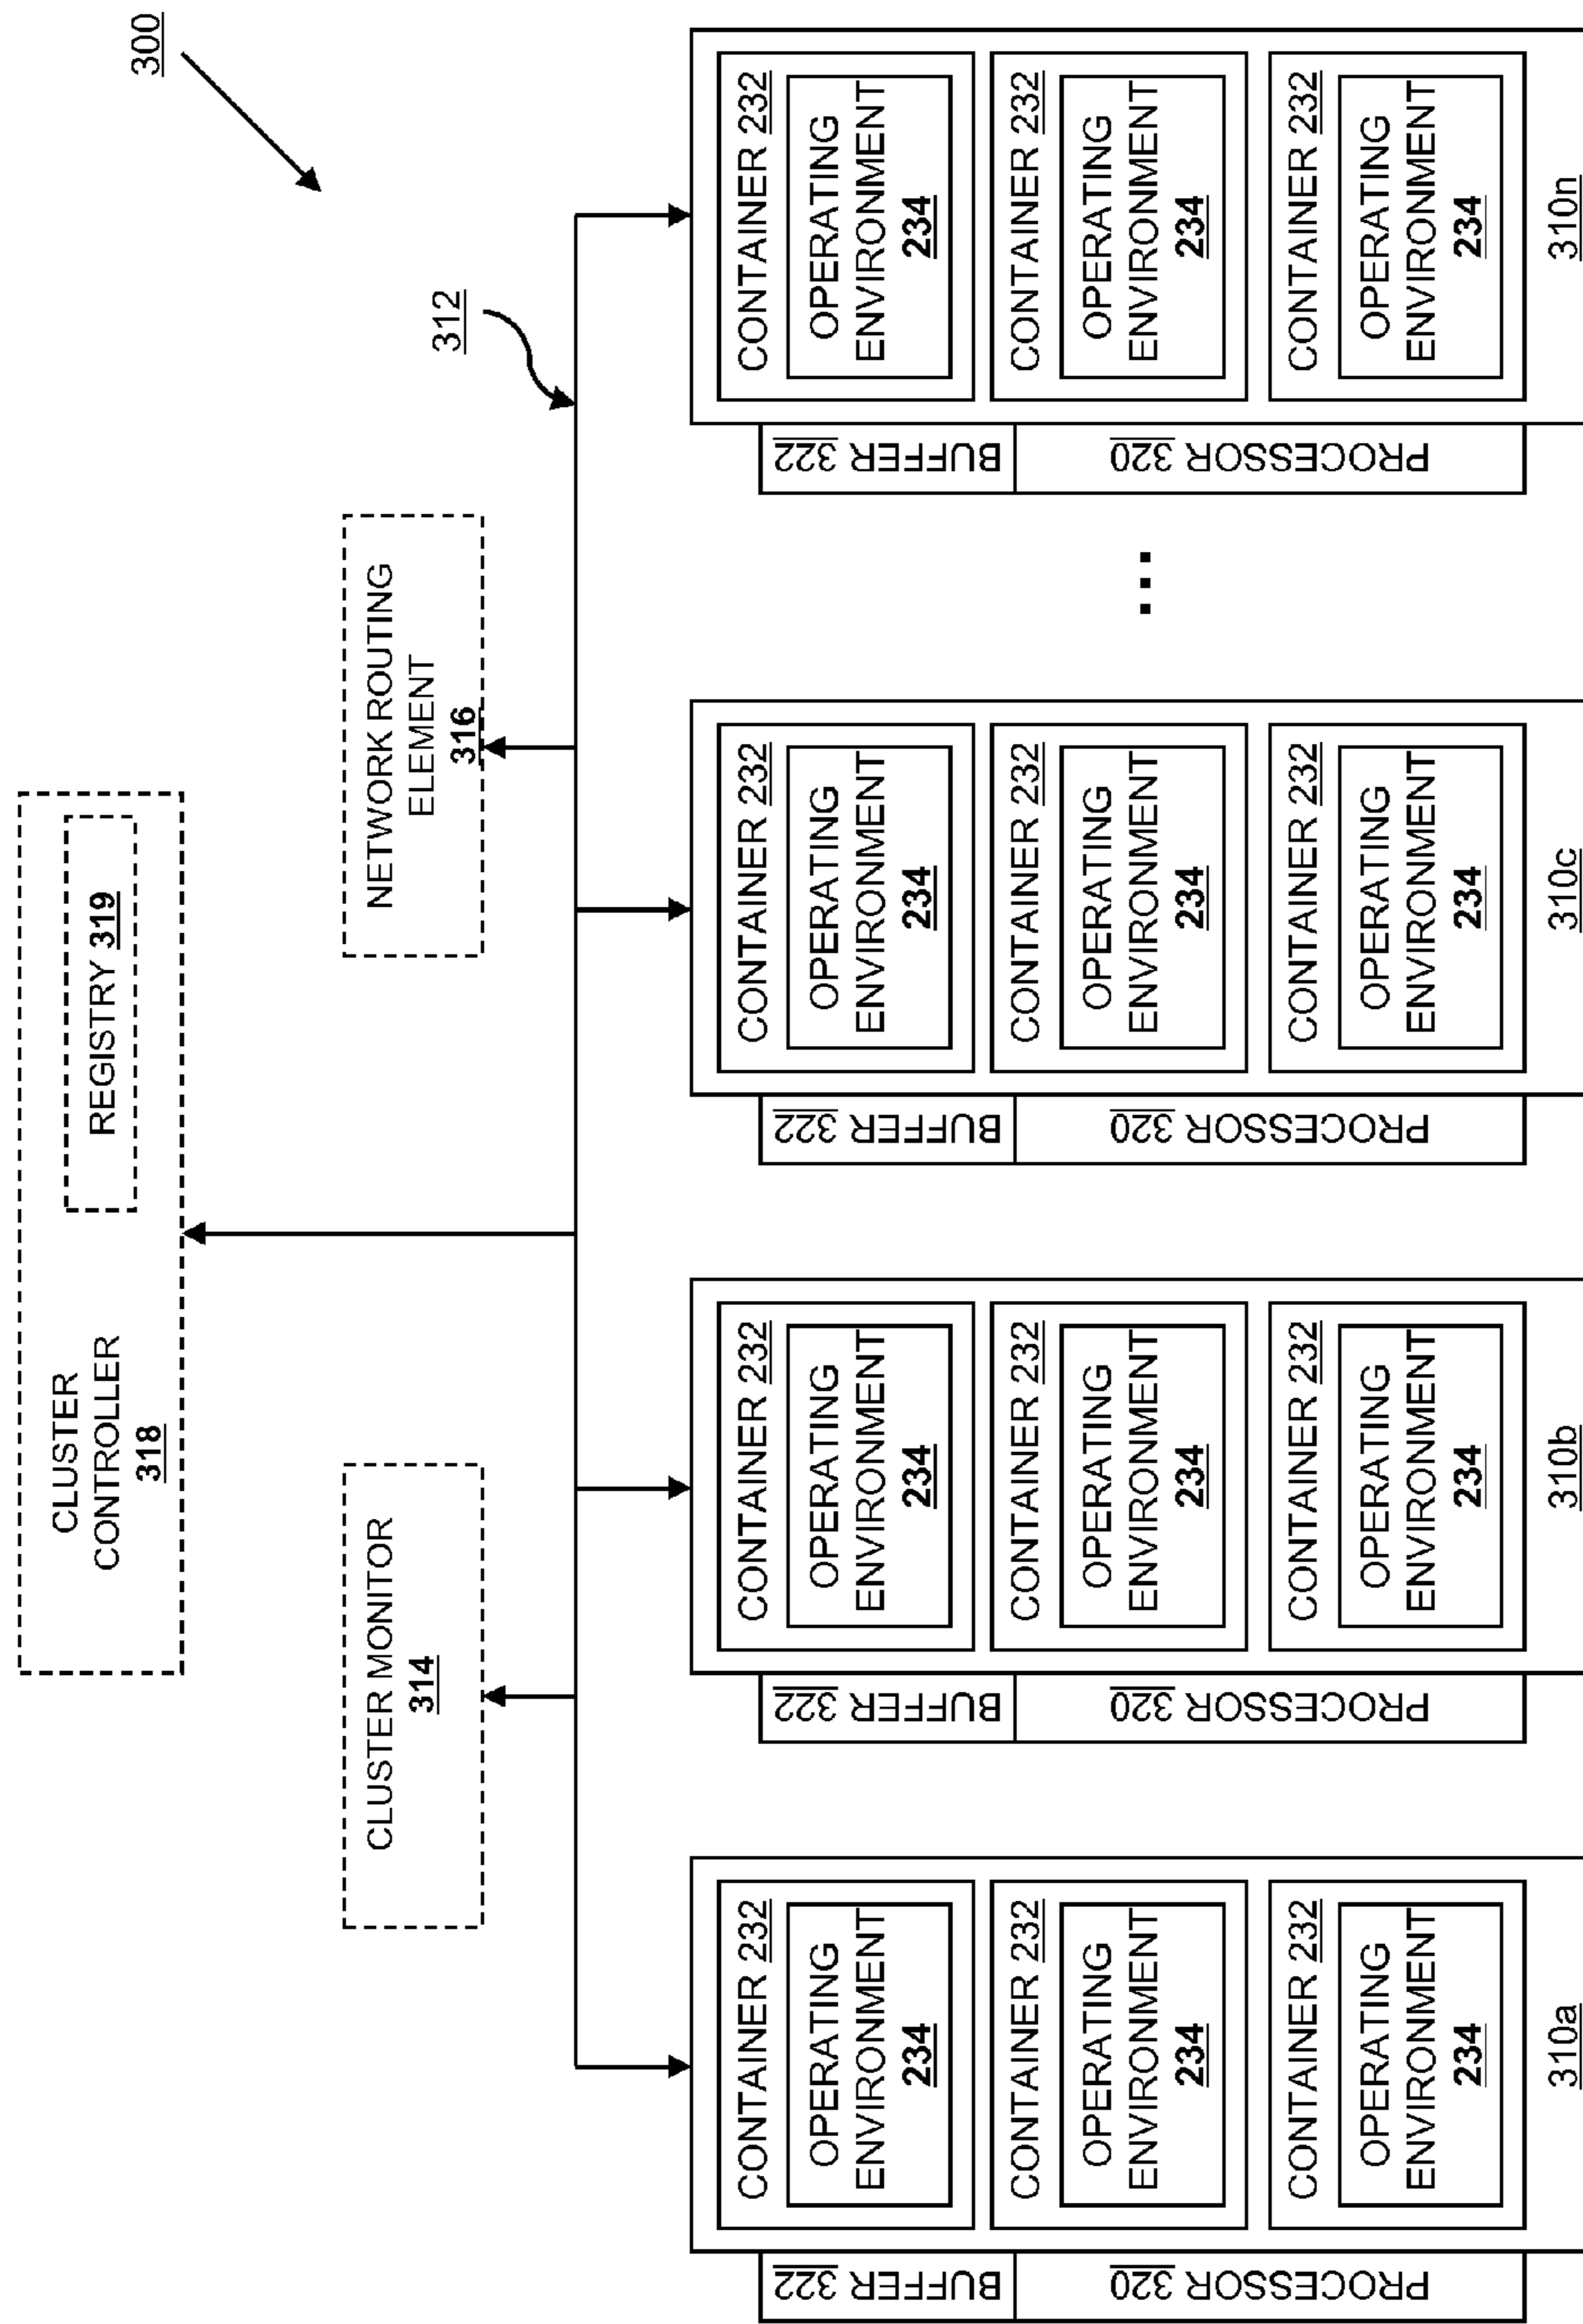 300
CLUSTER
CONTROLLER
318
REGISTRY 319
CLUSTER MONITOR
314
NETWORK ROUTING
ELEMENT
316
312
PROCESSOR 320
BUFFER 322
CONTAINER 232
OPERATING
ENVIRONMENT
234
CONTAINER 232
OPERATING
ENVIRONMENT
234
CONTAINER 232
OPERATING
ENVIRONMENT
234
310a
PROCESSOR 320
BUFFER 322
CONTAINER 232
OPERATING
ENVIRONMENT
234
CONTAINER 232
OPERATING
ENVIRONMENT
234
CONTAINER 232
OPERATING
ENVIRONMENT
234
310b
PROCESSOR 320
BUFFER 322
CONTAINER 232
OPERATING
ENVIRONMENT
234
CONTAINER 232
OPERATING
ENVIRONMENT
234
CONTAINER 232
OPERATING
ENVIRONMENT
234
310c
...
PROCESSOR 320
BUFFER 322
CONTAINER 232
OPERATING
ENVIRONMENT
234
CONTAINER 232
OPERATING
ENVIRONMENT
234
CONTAINER 232
OPERATING
ENVIRONMENT
234
310n